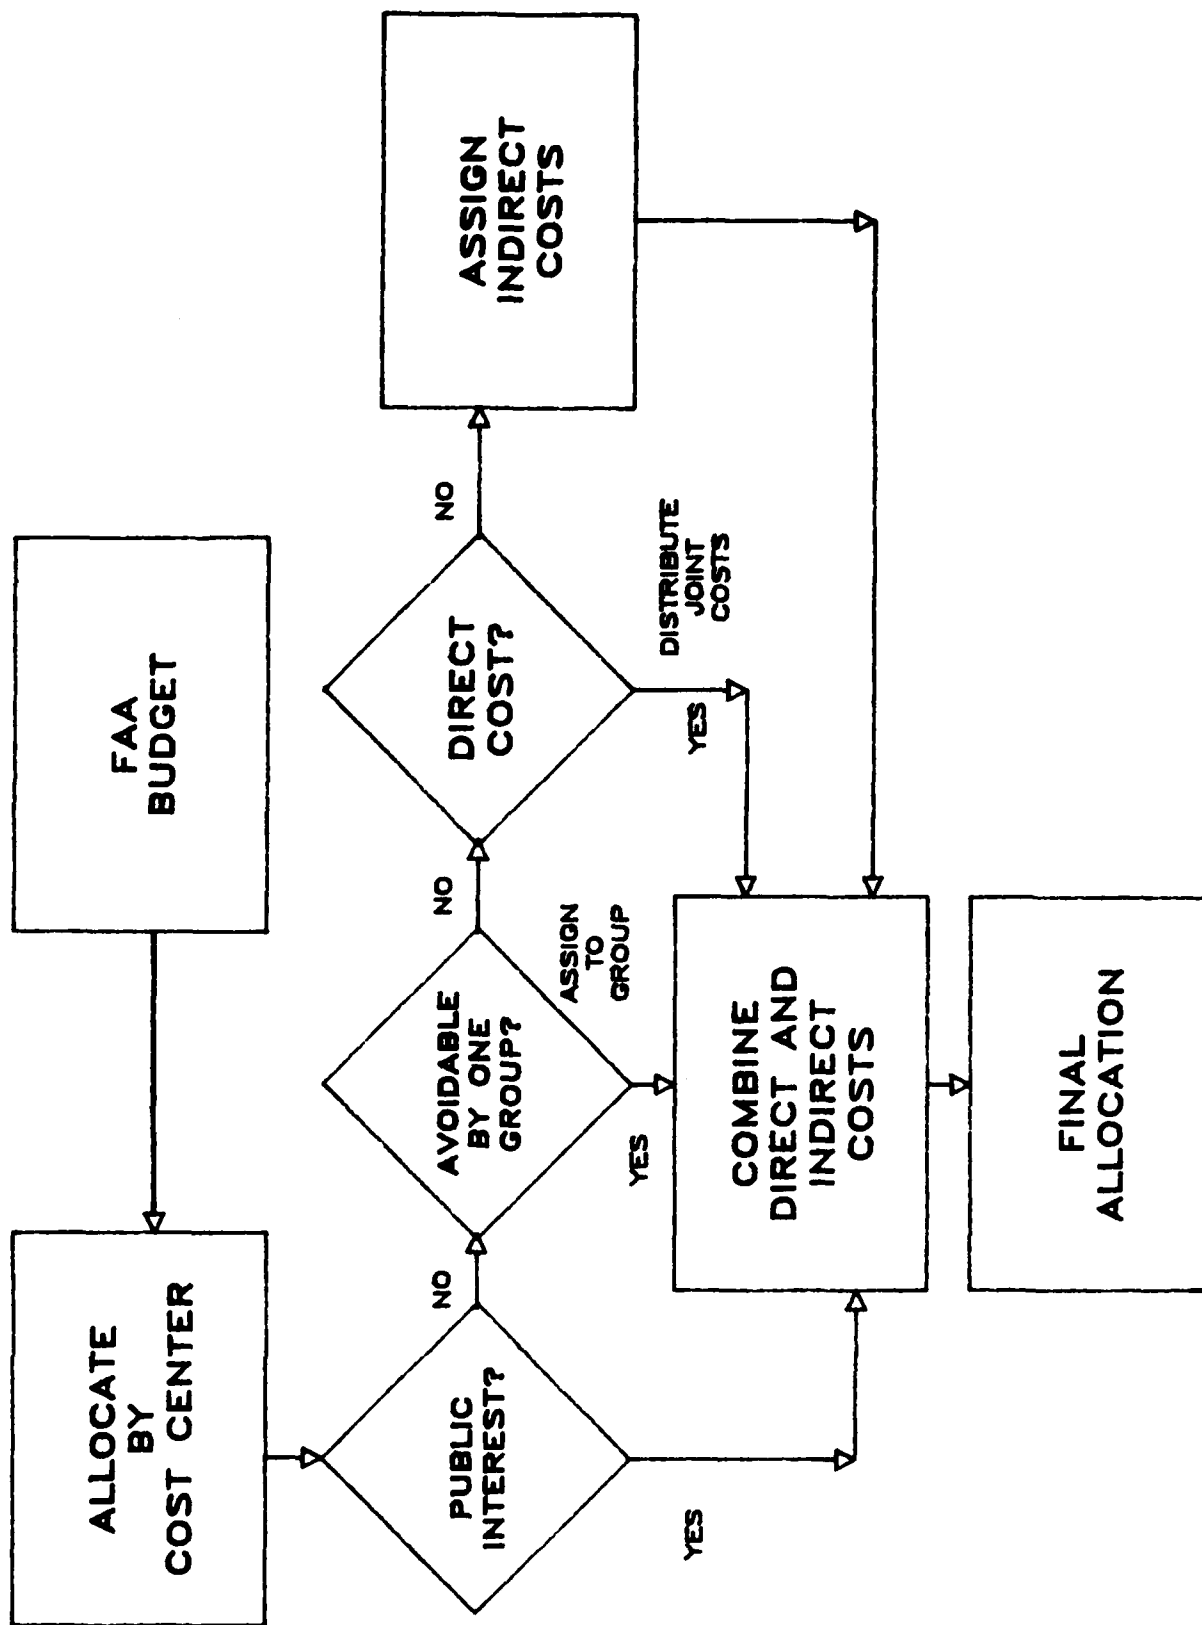 FAA
BUDGET
ALLOCATE
BY
COST CENTER
PUBLIC
INTEREST?
NO
YES
AVOIDABLE
BY ONE
GROUP?
NO
YES
ASSIGN
TO
GROUP
DIRECT
COST?
NO
YES
DISTRIBUTE
JOINT
COSTS
ASSIGN
INDIRECT
COSTS
COMBINE
DIRECT AND
INDIRECT
COSTS
FINAL
ALLOCATION